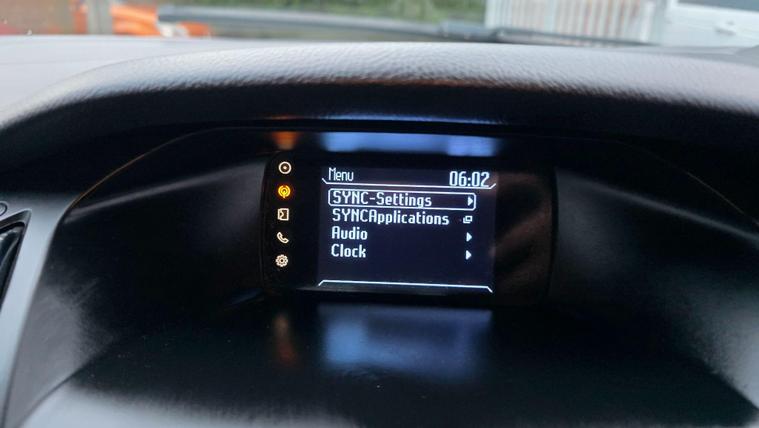 Menu
06:02
SYNC-Settings
SYNCApplications
Audio
Clock